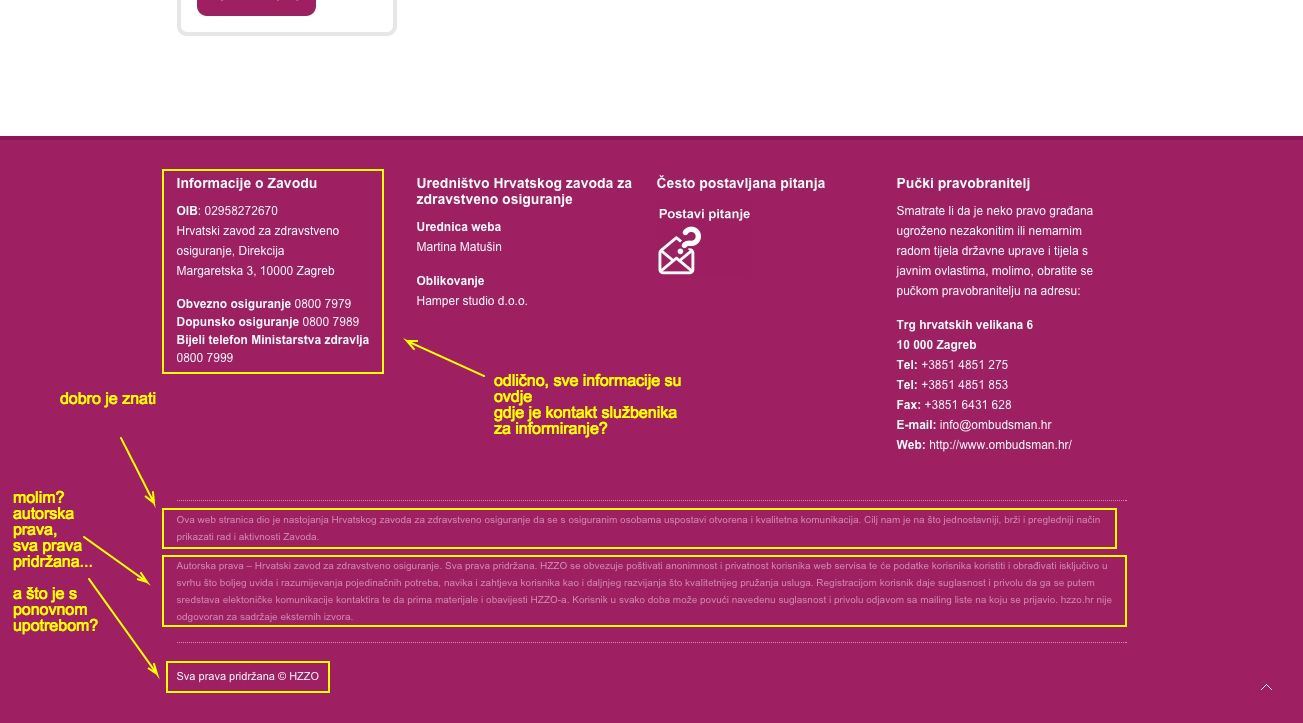 Informacije o Zavodu
OIB: 02958272670
Hrvatski zavod za zdravstveno
osiguranje, Direkcija
Margaretska 3, 10000 Zagreb
Obvezno osiguranje 0800 7979
Dopunsko osiguranje 0800 7989
Bijeli telefon Ministarstva zdravlja
0800 7999
Uredništvo Hrvatskog zavoda za
zdravstveno osiguranje
Urednica weba
Martina Matušin
Oblikovanje
Hamper studio d.o.o.
Često postavljana pitanja
Postavi pitanje
Pučki pravobranitelj
Smatrate li da je neko pravo građana
ugroženo nezakonitim ili nemarnim
radom tijela državne uprave i tijela s
javnim ovlastima, molimo, obratite se
pučkom pravobranitelju na adresu:
Trg hrvatskih velikana 6
10 000 Zagreb
Tel: +3851 4851 275
Tel: +3851 4851 853
Fax: +3851 6431 628
E-mail: info@ombudsman.hr
Web: http://www.ombudsman.hr/
odlično, sve informacije su
ovdje
gdje je kontakt službenika
za informiranje?
dobro je znati
molim?
autorska
prava,
sva prava
pridržana...
a što je s
ponovnom
upotrebom?
Ova web stranica dio je nastojanja Hrvatskog zavoda za zdravstveno osiguranje da se s osiguranim osobama uspostavi otvorena i kvalitetna komunikacija. Cilj nam je na što jednostavniji, brži i pregledniji način
prikazati rad i aktivnosti Zavoda.
Autorska prava – Hrvatski zavod za zdravstveno osiguranje. Sva prava pridržana. HZZO se obvezuje poštivati anonimnost i privatnost korisnika web servisa te će podatke korisnika koristiti i obrađivati isključivo u
svrhu što boljeg uvida i razumijevanja pojedinačnih potreba, navika i zahtjeva korisnika kao i daljnjeg razvijanja što kvalitetnijeg pružanja usluga. Registracijom korisnik daje suglasnost i privolu da ga se putem
sredstava elektoničke komunikacije kontaktira te da prima materijale i obavijesti HZZO-a. Korisnik u svako doba može povući navedenu suglasnost i privolu odjavom sa mailing liste na koju se prijavio. hzzo.hr nije
odgovoran za sadržaje eksternih izvora.
Sva prava pridržana © HZZO